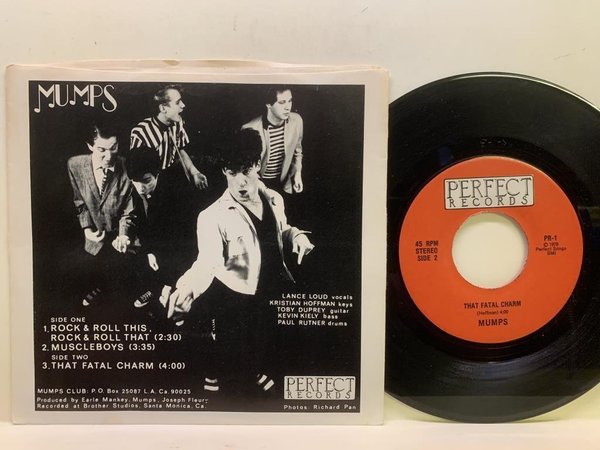 MUMPS
LANCE LOUD vocals
KRISTIAN HOFFMAN keys
TOBY DUPREY guitar
KEVIN KIELY bass
PAUL RUTNER drums
SIDE ONE
1. ROCK & ROLL THIS,
ROCK & ROLL THAT (2:30)
2. MUSCLEBOYS (3:35)
SIDE TWO
3. THAT FATAL CHARM (4:00)
MUMPS CLUB: P.O. Box 25087 L.A. Ca. 90025
Produced by Earle Mankey, Mumps, Joseph Fleury
Recorded at Brother Studios, Santa Monica, Ca.
PERFECT
RECORDS
Photos: Richard Pan
PERFECT
RECORDS
45 RPM
STEREO
SIDE 2
PR-1
Perfect Songs
BMI
THAT FATAL CHARM
(Hoffman) 4:00
MUMPS